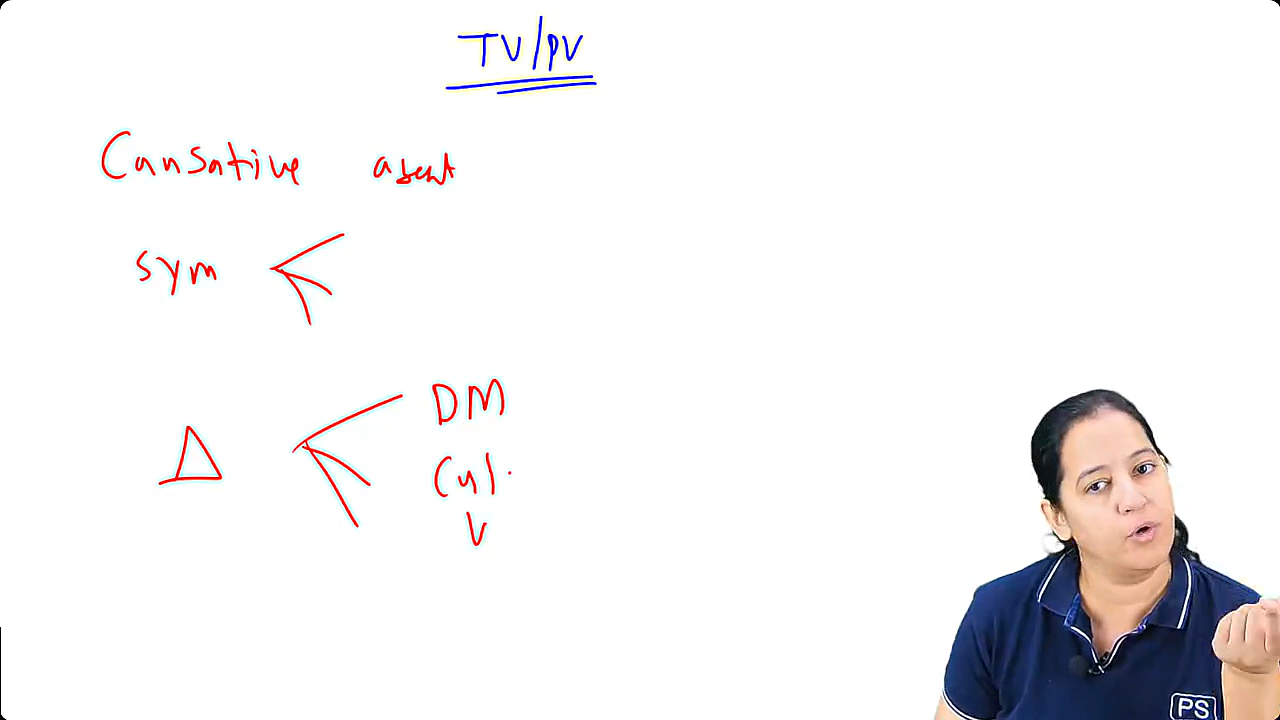 TV/PV
Causative agent
sym
Δ
DM
Cul.
V
PS